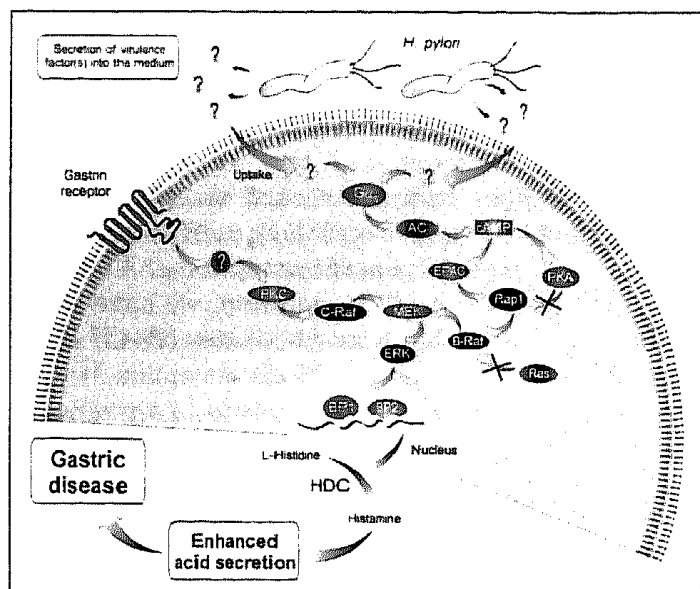 Secretion of virulence
factor(s) into the medium
H. pylori
?
?
?
?
?
?
Gastrin
receptor
Uptake
?
?
AC
cAMP
EPAC
PKA
?
PKC
C-Raf
MEK
Rap1
B-Raf
ERK
Ras
L-Histidine
Nucleus
HDC
Histamine
Gastric
disease
Enhanced
acid secretion